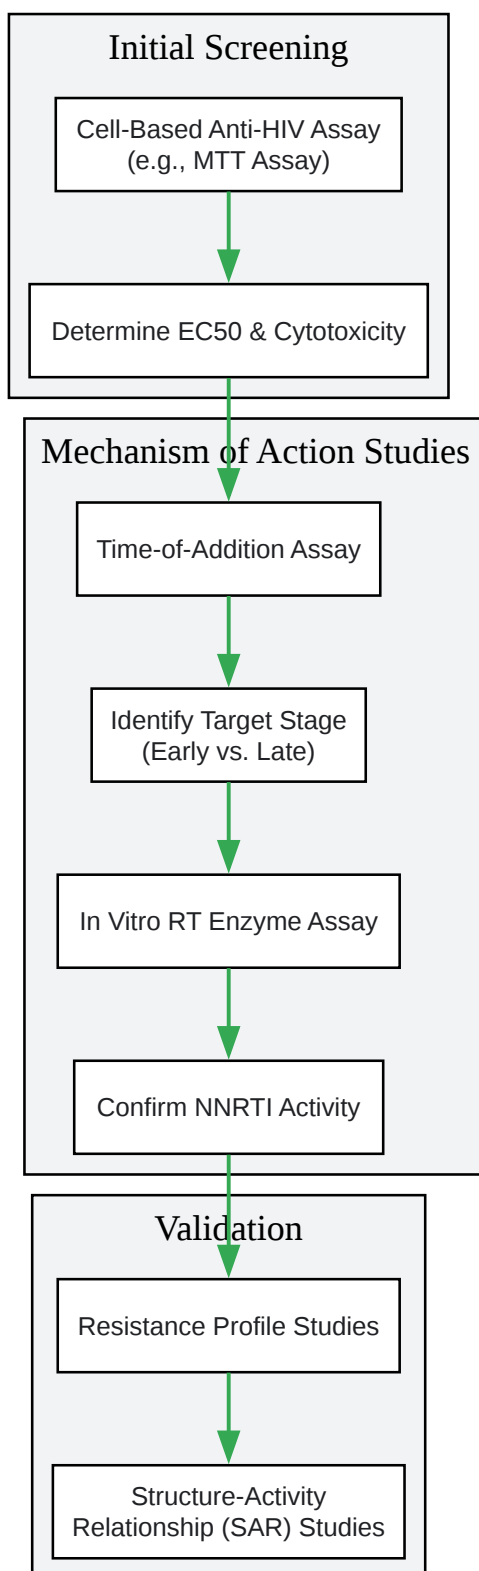 Initial Screening
Cell-Based Anti-HIV Assay
(e.g., MTT Assay)
Determine EC50 & Cytotoxicity
Mechanism of Action Studies
Time-of-Addition Assay
Identify Target Stage
(Early vs. Late)
In Vitro RT Enzyme Assay
Confirm NNRTI Activity
Validation
Resistance Profile Studies
Structure-Activity
Relationship (SAR) Studies